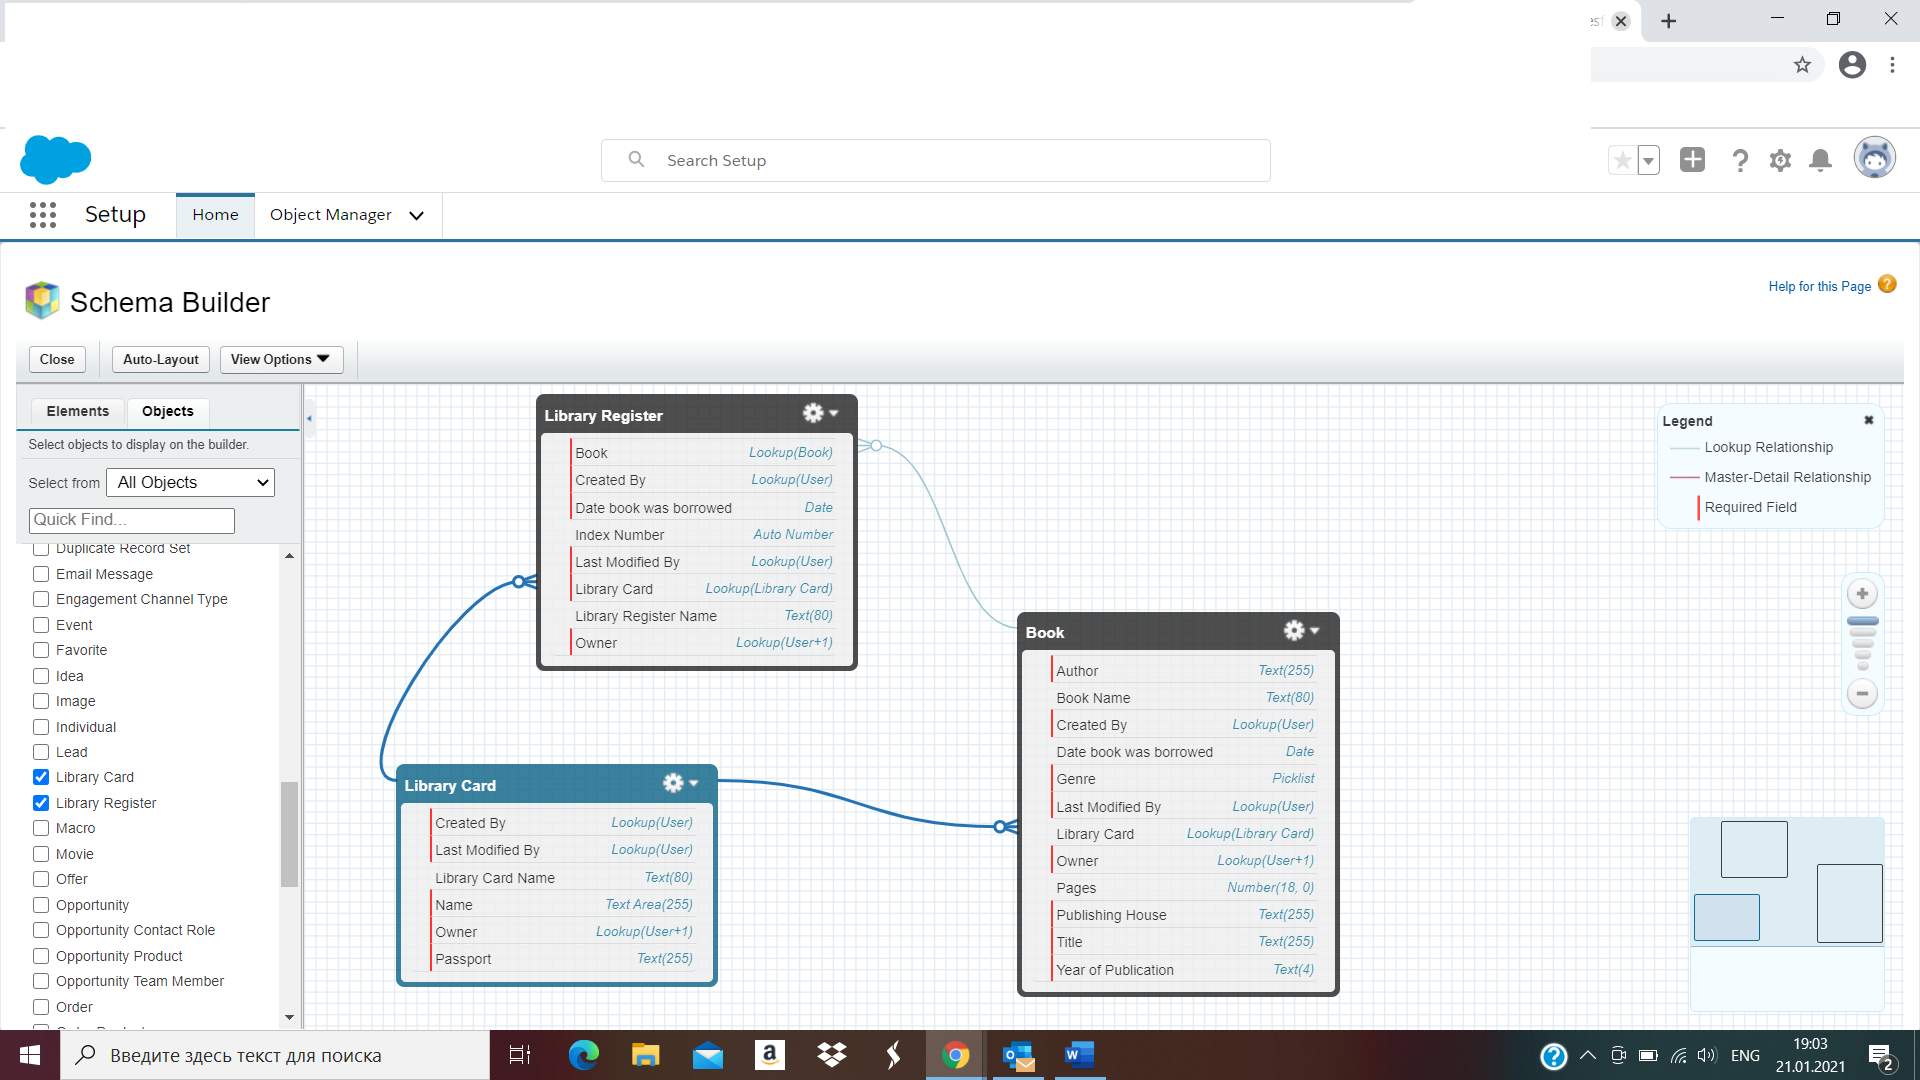 Search Setup
Setup
Home
Object Manager
Schema Builder
Help for this Page
Close
Auto-Layout
View Options
Elements
Objects
Select objects to display on the builder.
Select from
All Objects
Quick Find...
Duplicate Record Set
Email Message
Engagement Channel Type
Event
Favorite
Idea
Image
Individual
Lead
Library Card
Library Register
Macro
Movie
Offer
Opportunity
Opportunity Contact Role
Opportunity Product
Opportunity Team Member
Order
Library Register
Book Lookup(Book)
Created By Lookup(User)
Date book was borrowed Date
Index Number Auto Number
Last Modified By Lookup(User)
Library Card Lookup(Library Card)
Library Register Name Text(80)
Owner Lookup(User+1)
Library Card
Created By Lookup(User)
Last Modified By Lookup(User)
Library Card Name Text(80)
Name Text Area(255)
Owner Lookup(User+1)
Passport Text(255)
Book
Author Text(255)
Book Name Text(80)
Created By Lookup(User)
Date book was borrowed Date
Genre Picklist
Last Modified By Lookup(User)
Library Card Lookup(Library Card)
Owner Lookup(User+1)
Pages Number(18, 0)
Publishing House Text(255)
Title Text(255)
Year of Publication Text(4)
Legend
Lookup Relationship
Master-Detail Relationship
Required Field
Введите здесь текст для поиска
ENG
19:03
21.01.2021
2